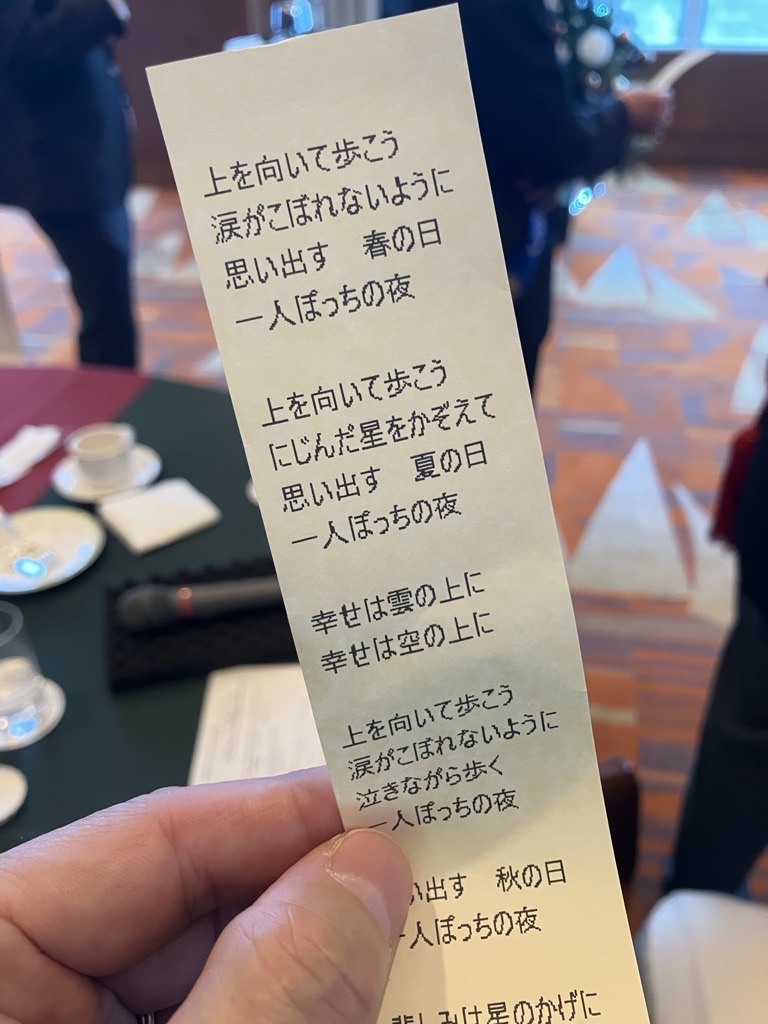 上を向いて歩こう
涙がこぼれないように
思い出す　春の日
一人ぽっちの夜
上を向いて歩こう
にじんだ星をかぞえて
思い出す　夏の日
一人ぽっちの夜
幸せは雲の上に
幸せは空の上に
上を向いて歩こう
涙がこぼれないように
泣きながら歩く
一人ぽっちの夜
い出す　秋の日
一人ぽっちの夜
悲しみは星のかげに